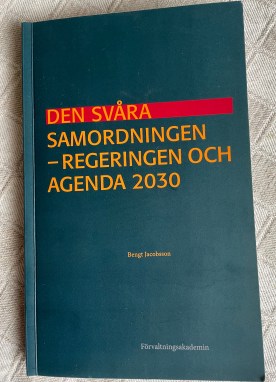 DEN SVÅRA
SAMORDNINGEN
– REGERINGEN OCH
AGENDA 2030
Bengt Jacobsson
Förvaltningsakademin